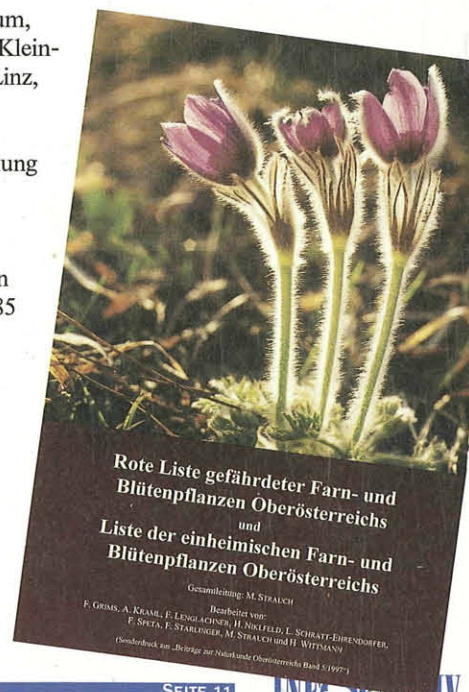 um,
Klein-
Linz,
ung
n
35
Rote Liste gefährdeter Farn- und
Blütenpflanzen Oberösterreichs
und
Liste der einheimischen Farn- und
Blütenpflanzen Oberösterreichs
Gesamtleitung: M. STRAUCH
Bearbeitet von:
F. GRIMS, A. KRAML, F. LENGLACHNER, H. NIKLFELD, L. SCHRATT-EHRENDORFER,
F. SPETA, F. STARLINGER, M. STRAUCH und H. WITTMANN
(Sonderdruck aus „Beiträge zur Naturkunde Oberösterreichs Band 5/1997“)
SEITE 11